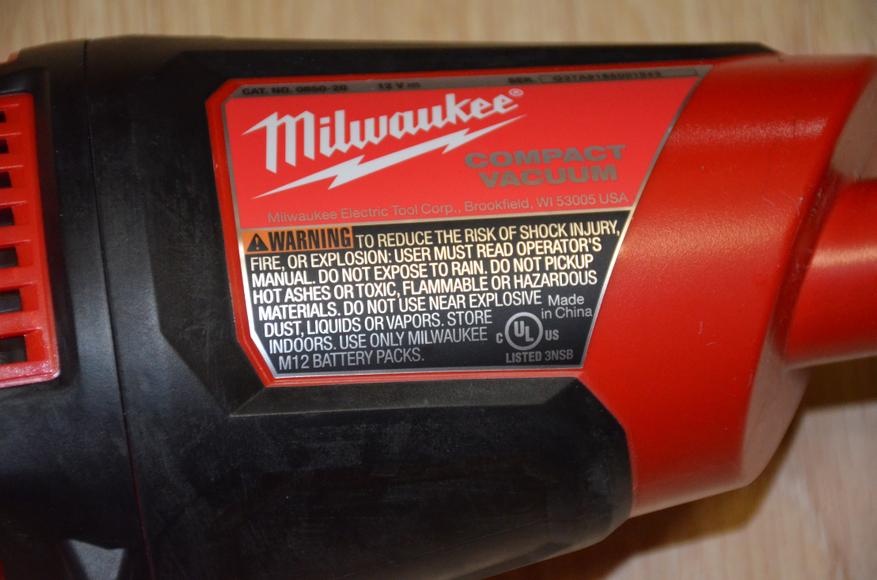 CAT. NO. 0850-20 12 V SER.
Milwaukee®
COMPACT
VACUUM
Milwaukee Electric Tool Corp., Brookfield, WI 53005 USA
WARNING TO REDUCE THE RISK OF SHOCK INJURY,
FIRE, OR EXPLOSION: USER MUST READ OPERATOR'S
MANUAL. DO NOT EXPOSE TO RAIN. DO NOT PICKUP
HOT ASHES OR TOXIC, FLAMMABLE OR HAZARDOUS
MATERIALS. DO NOT USE NEAR EXPLOSIVE
DUST, LIQUIDS OR VAPORS. STORE
INDOORS. USE ONLY MILWAUKEE
M12 BATTERY PACKS.
Made
in China
C UL US
LISTED 3NSB